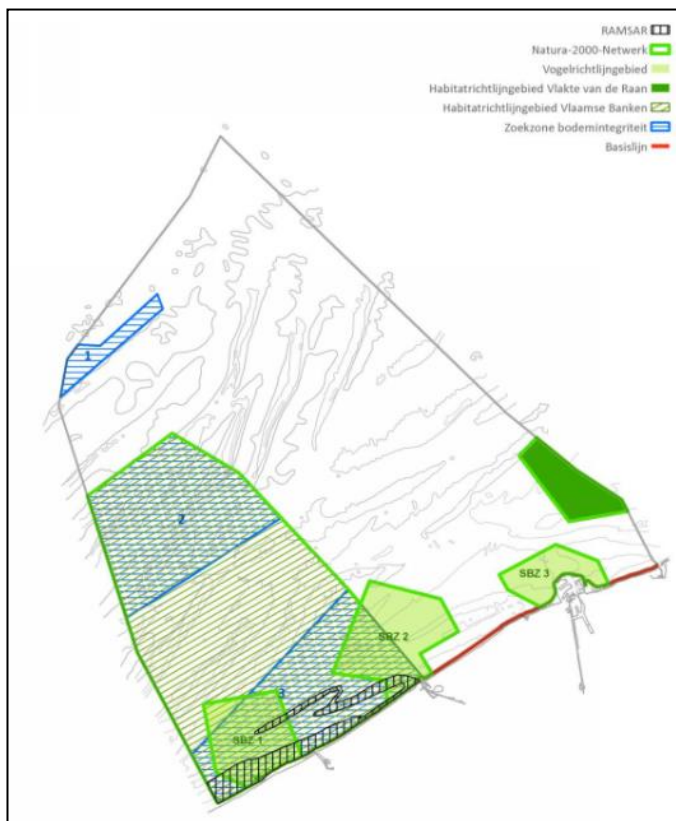 RAMSAR
Natura-2000-Netwerk
Vogelrichtlijngebied
Habitatrichtlijngebied Vlakte van de Raan
Habitatrichtlijngebied Vlaamse Banken
Zoekzone bodemintegriteit
Basislijn
1
2
SBZ 3
SBZ 2
3
SBZ 1